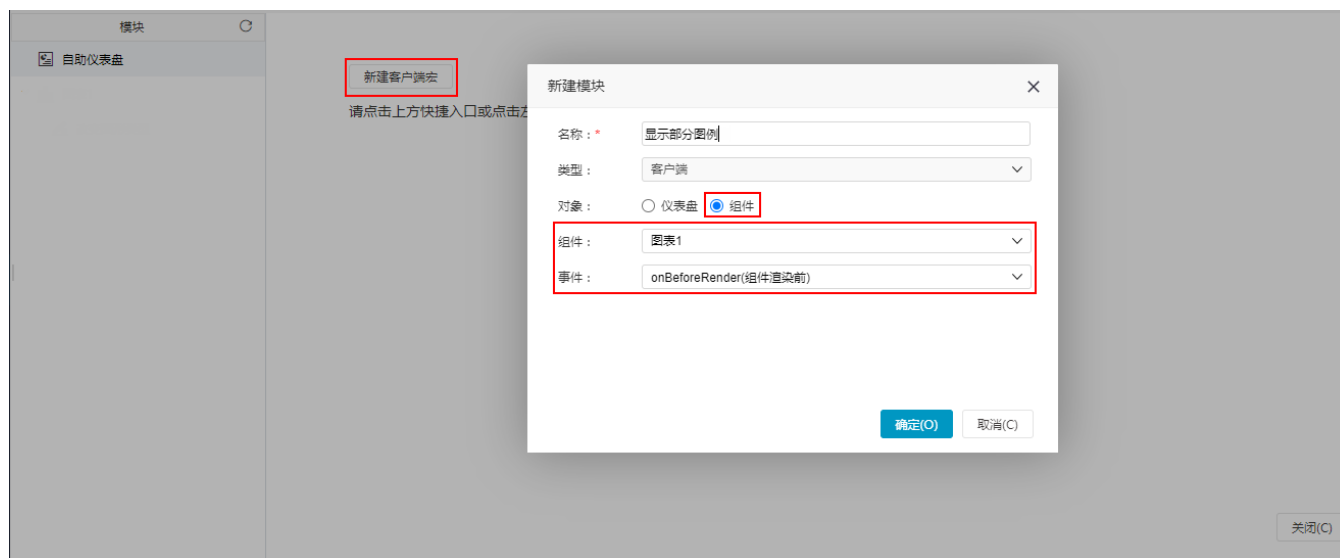 模块
自助仪表盘
新建客户端宏
请点击上方快捷入口或点击
新建模块
名称：*
显示部分图例
类型：
客户端
对象：
仪表盘
组件
组件：
图表1
事件：
onBeforeRender(组件渲染前)
确定(O)
取消(C)
关闭(C)